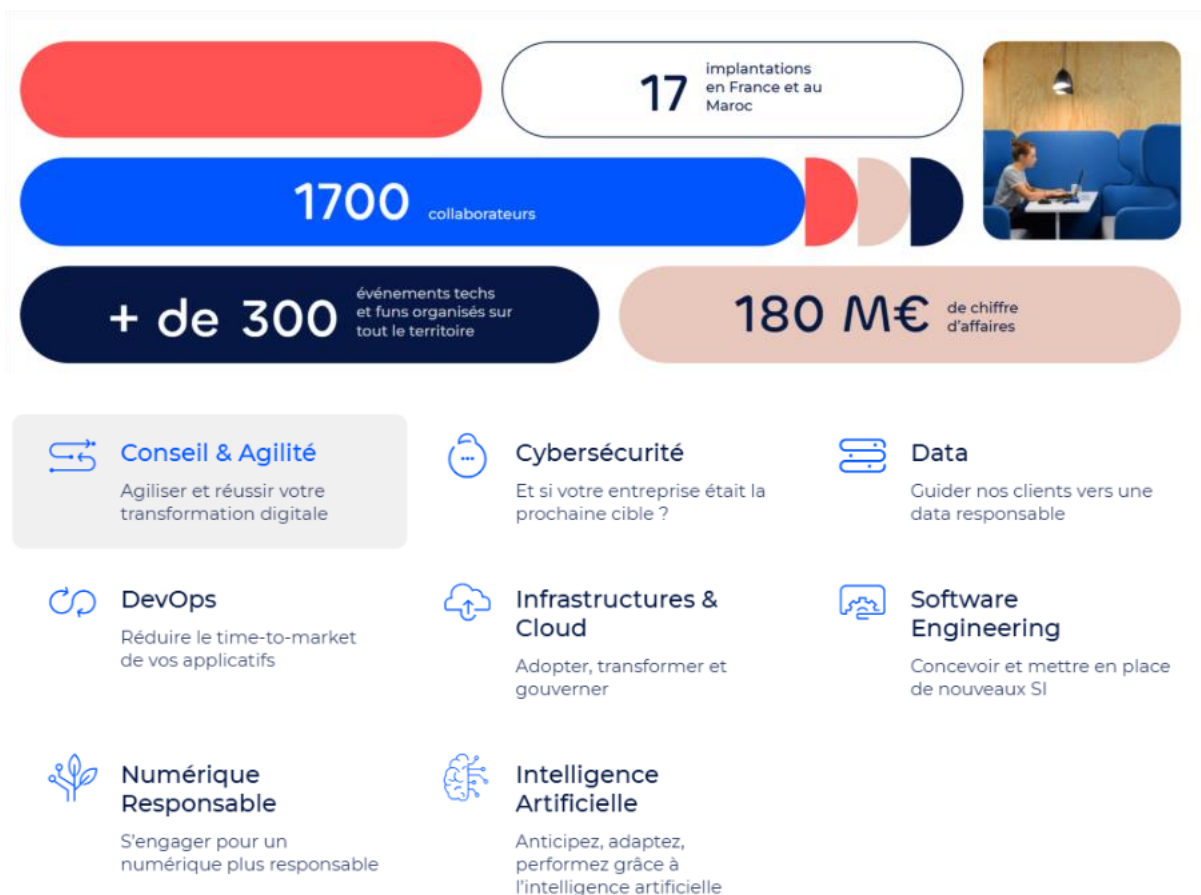 17
implantations
en France et au
Maroc
1700 collaborateurs
+ de 300
événements techs
et funs organisés sur
tout le territoire
180 M€
de chiffre
d'affaires
Conseil & Agilité
Agiliser et réussir votre
transformation digitale
Cybersécurité
Et si votre entreprise était la
prochaine cible ?
Data
Guider nos clients vers une
data responsable
DevOps
Réduire le time-to-market
de vos applicatifs
Infrastructures &
Cloud
Adopter, transformer et
gouverner
Software
Engineering
Concevoir et mettre en place
de nouveaux SI
Numérique
Responsable
S'engager pour un
numérique plus responsable
Intelligence
Artificielle
Anticipez, adaptez,
performez grâce à
l'intelligence artificielle